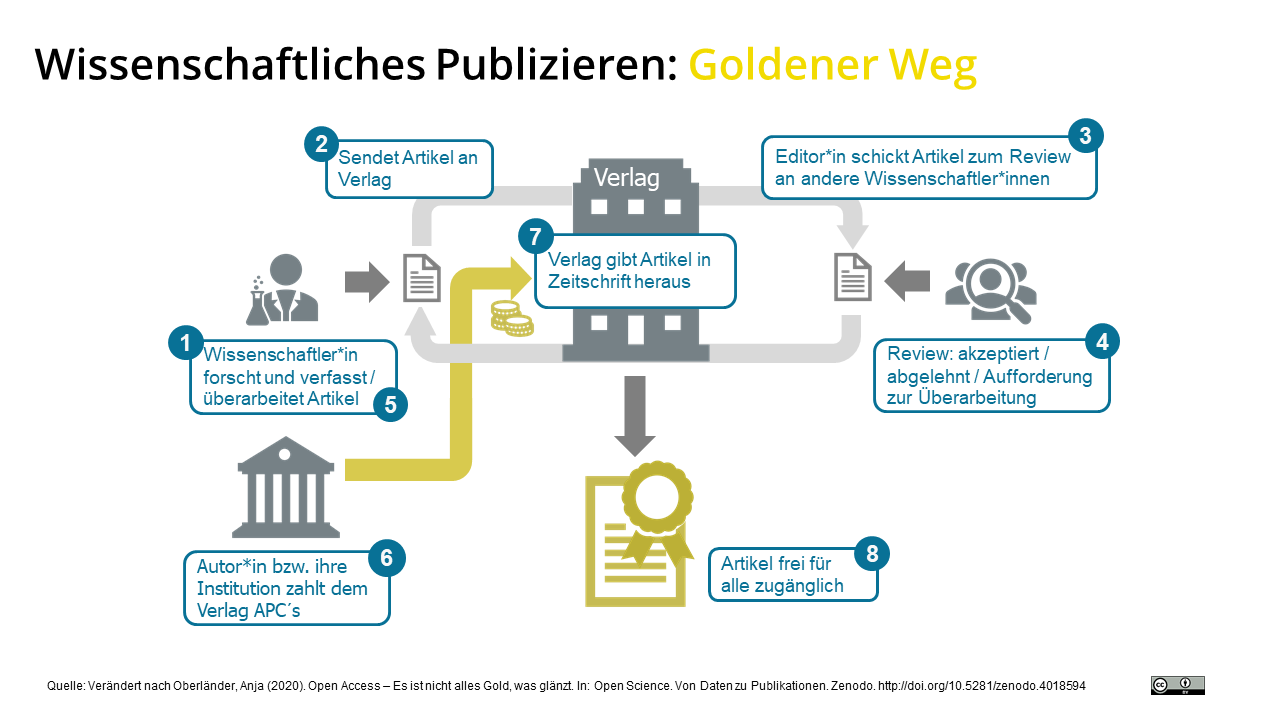 Wissenschaftliches Publizieren: Goldener Weg
2
Sendet Artikel an
Verlag
Verlag
3
Editor*in schickt Artikel zum Review
an andere Wissenschaftler*innen
7
Verlag gibt Artikel in
Zeitschrift heraus
1
Wissenschaftler*in
forscht und verfasst /
überarbeitet Artikel
5
4
Review: akzeptiert /
abgelehnt / Aufforderung
zur Überarbeitung
6
Autor*in bzw. ihre
Institution zahlt dem
Verlag APC´s
8
Artikel frei für
alle zugänglich
Quelle: Verändert nach Oberländer, Anja (2020). Open Access – Es ist nicht alles Gold, was glänzt. In: Open Science. Von Daten zu Publikationen. Zenodo. http://doi.org/10.5281/zenodo.4018594
cc
BY